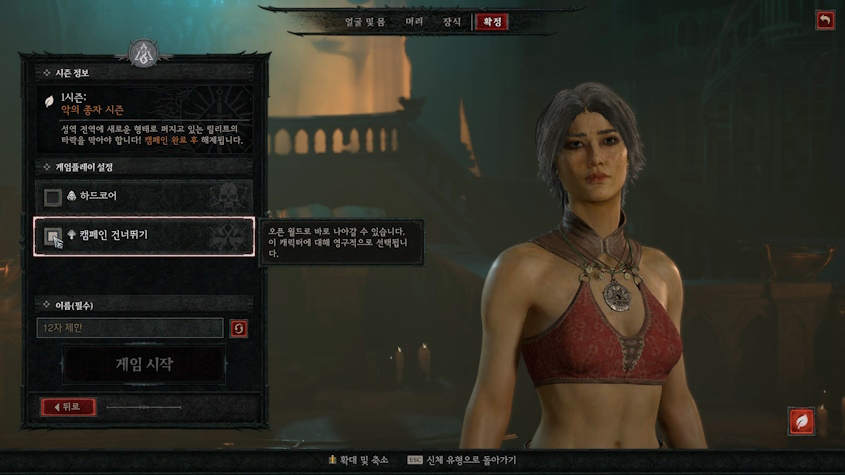 얼굴 및 몸 머리 장식 확정
시즌 정보
1시즌:
악의 종자 시즌
성역 전역에 새로운 형태로 퍼지고 있는 릴리트의
타락을 막아야 합니다! 캠페인 완료 후 해제됩니다.
게임플레이 설정
하드코어
캠페인 건너뛰기
오픈 월드로 바로 나아갈 수 있습니다.
이 캐릭터에 대해 영구적으로 선택됩니
다.
이름(필수)
12자 제한
게임 시작
뒤로
확대 및 축소 ESC 신체 유형으로 돌아가기